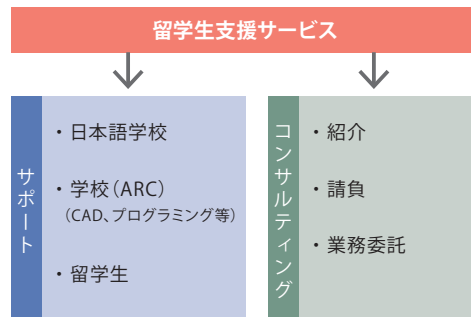 留学生支援サービス
サポート
・日本語学校
・学校（ARC）
（CAD、プログラミング等）
・留学生
コンサルティング
・紹介
・請負
・業務委託